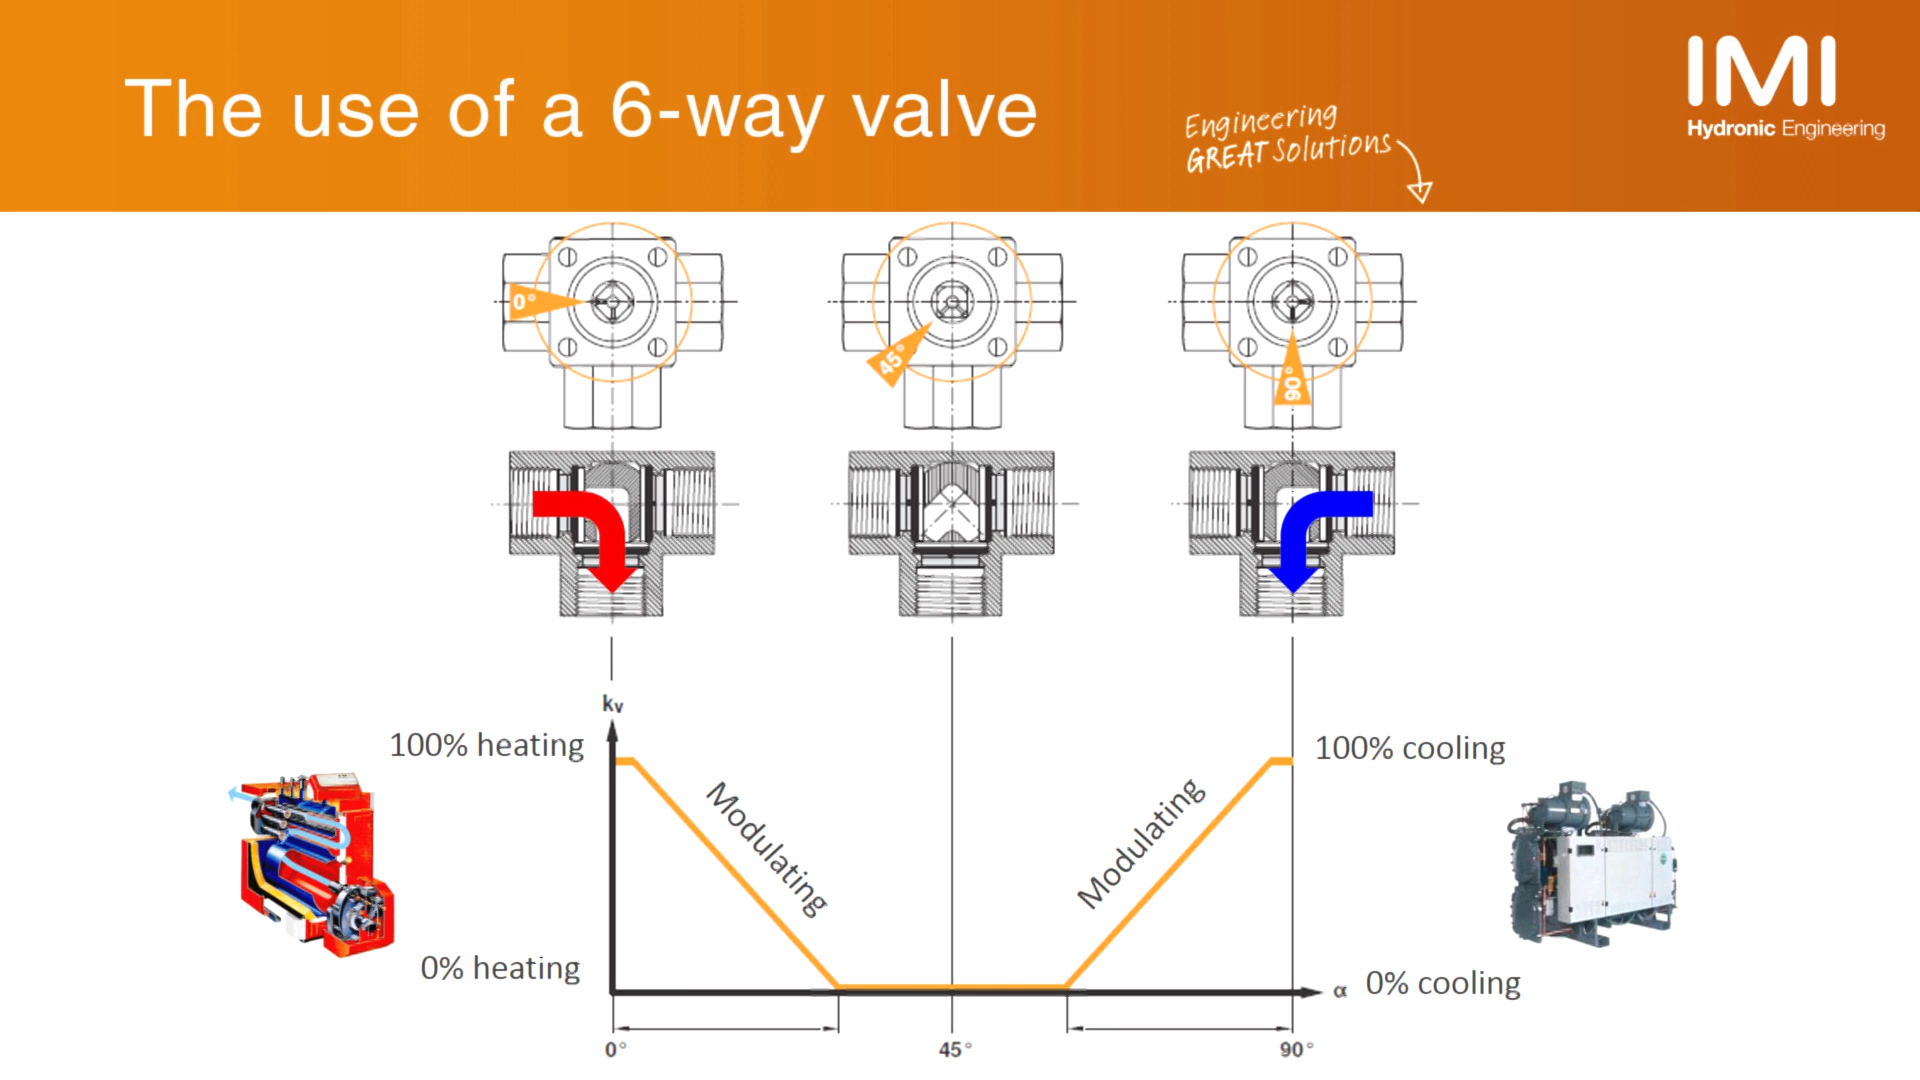 The use of a 6-way valve
Engineering
GREAT Solutions
IMI
Hydronic Engineering
0°
45°
90°
kv
100% heating
100% cooling
Modulating
Modulating
0% heating
α
0% cooling
0°
45°
90°